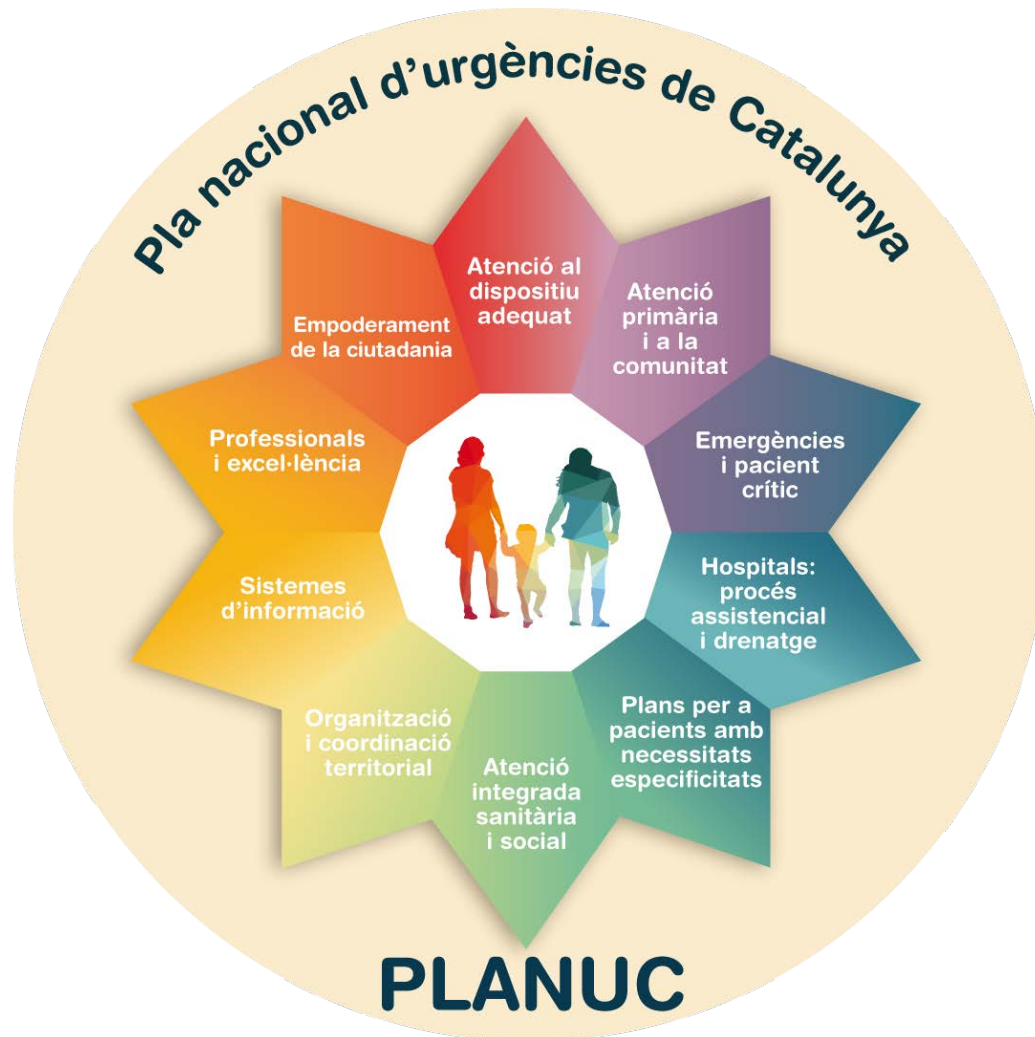 Pla nacional d'urgències de Catalunya
Atenció al
dispositiu
adequat
Atenció
primària
i a la
comunitat
Emergències
i pacient
crític
Hospitals:
procés
assistencial
i drenatge
Plans per a
pacients amb
necessitats
especificitats
Atenció
integrada
sanitària
i social
Organització
i coordinació
territorial
Sistemes
d'informació
Professionals
i excel·lència
Empoderament
de la ciutadania
PLANUC